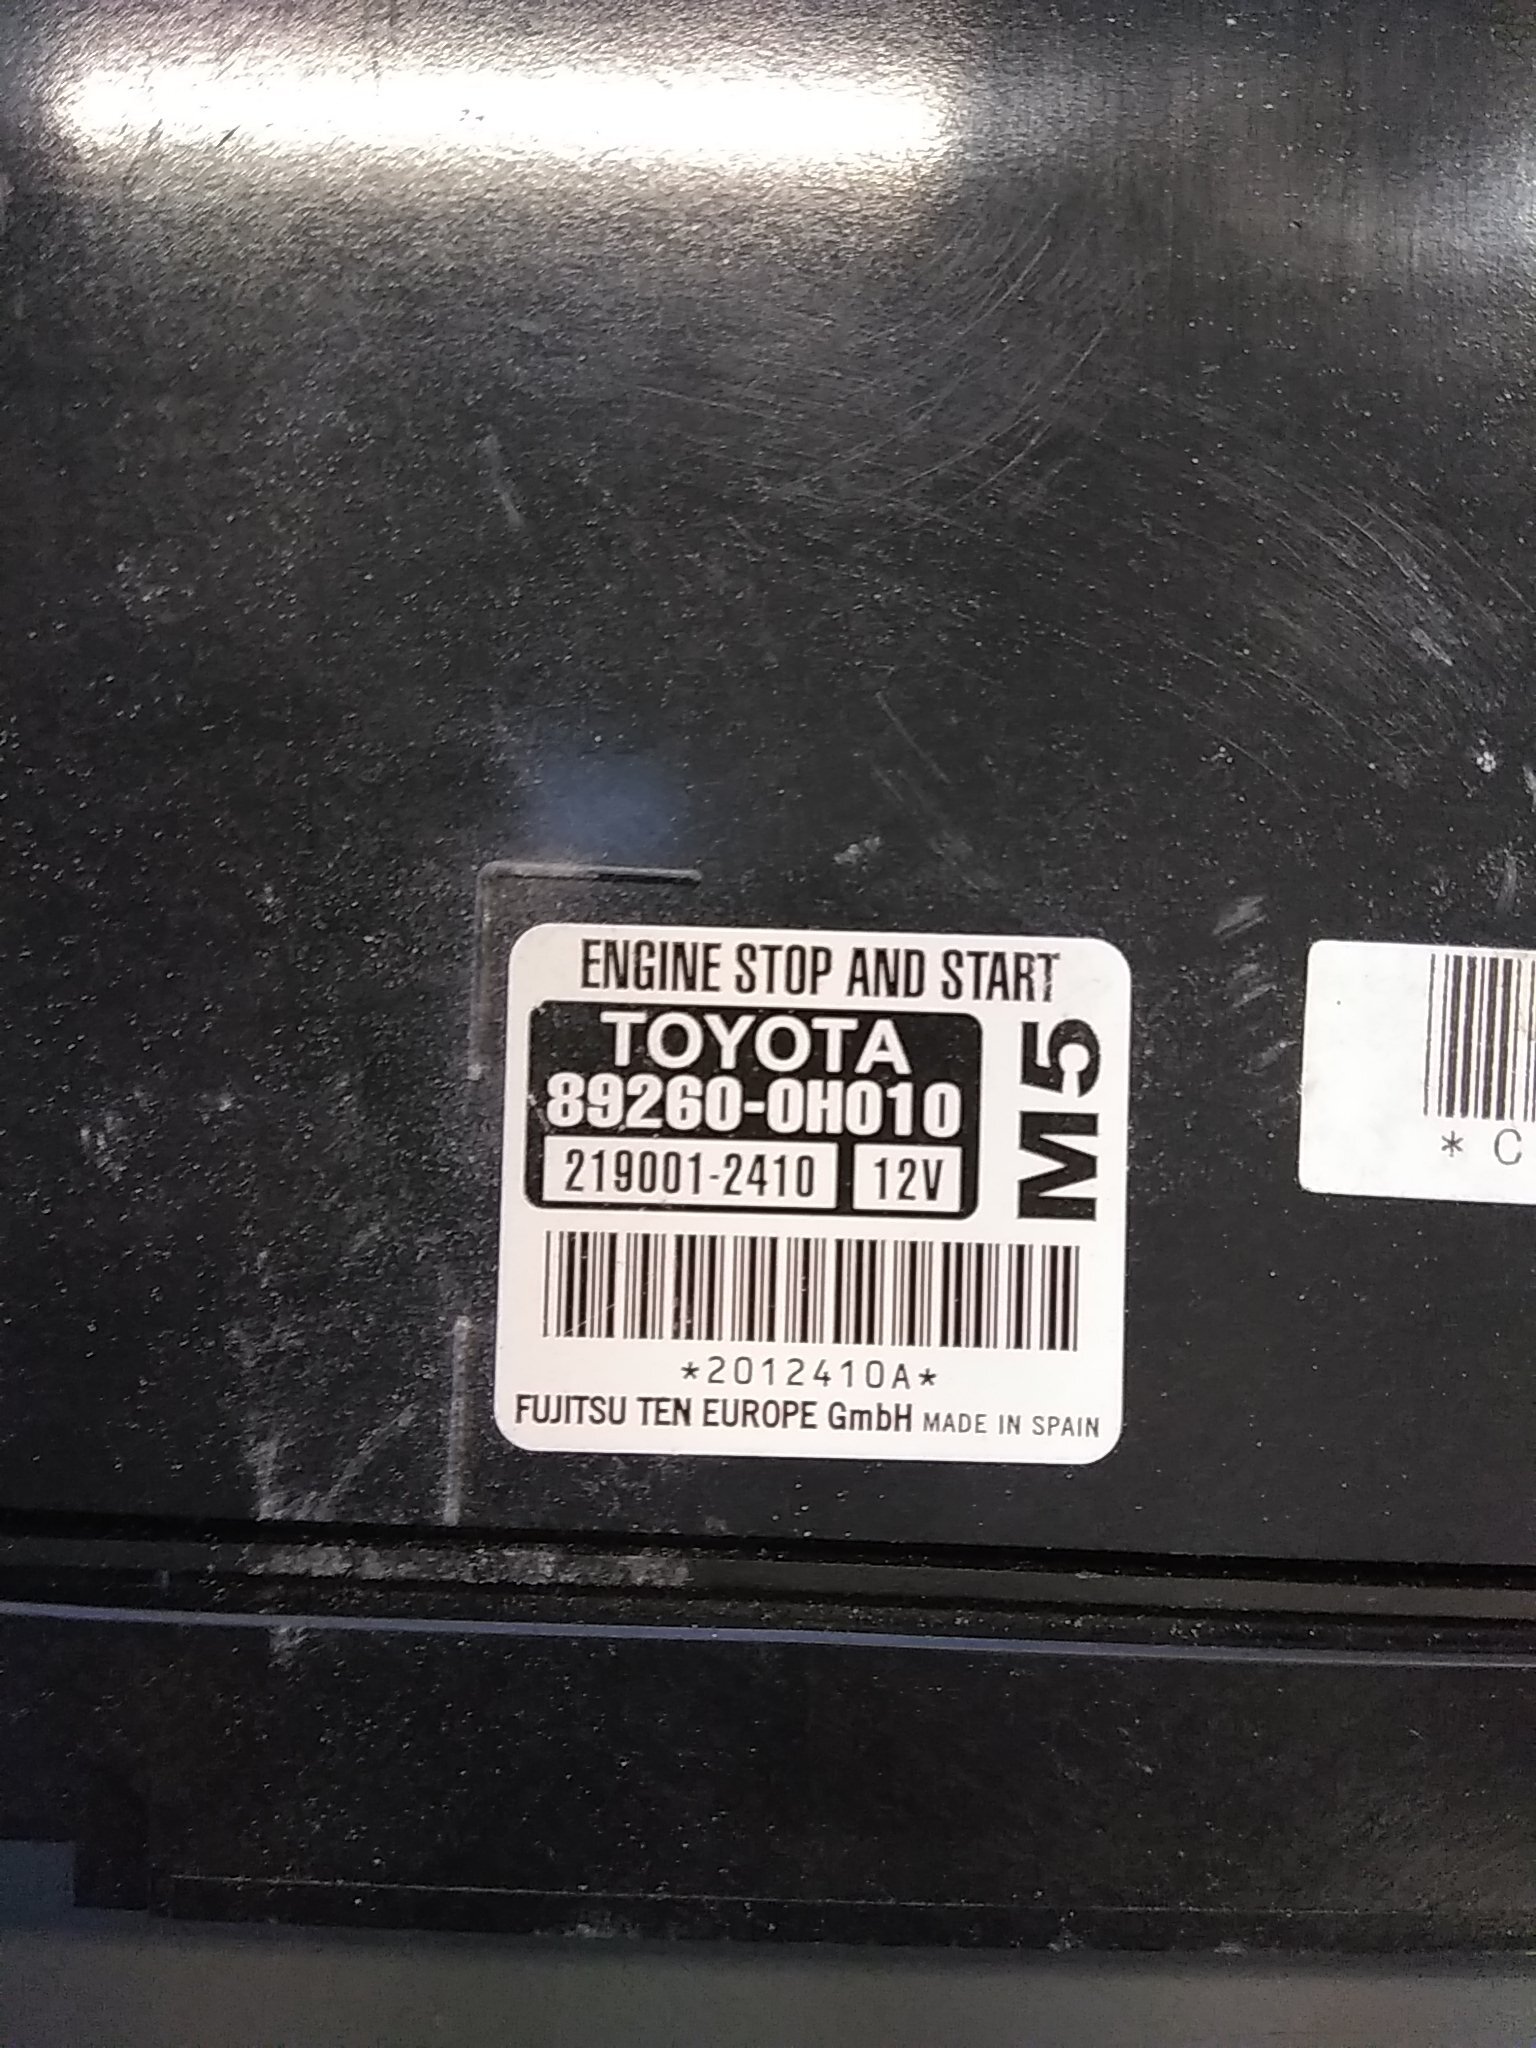 ENGINE STOP AND START
TOYOTA
89260-0H010
219001-2410 12V
M5
*2012410A*
FUJITSU TEN EUROPE GmbH MADE IN SPAIN
* C